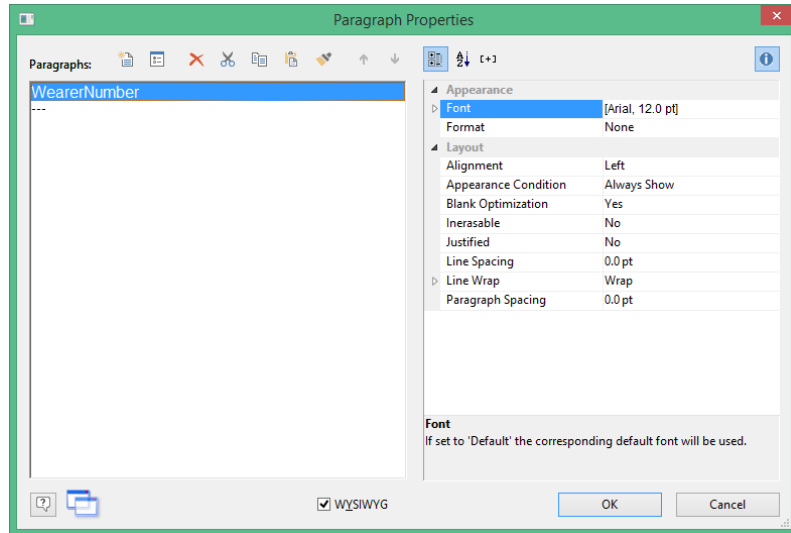 Paragraph Properties
Paragraphs:
WearerNumber
---
Appearance
Font [Arial, 12.0 pt]
Format None
Layout
Alignment Left
Appearance Condition Always Show
Blank Optimization Yes
Inerasable No
Justified No
Line Spacing 0.0 pt
Line Wrap Wrap
Paragraph Spacing 0.0 pt
Font
If set to 'Default' the corresponding default font will be used.
WYSIWYG
OK Cancel